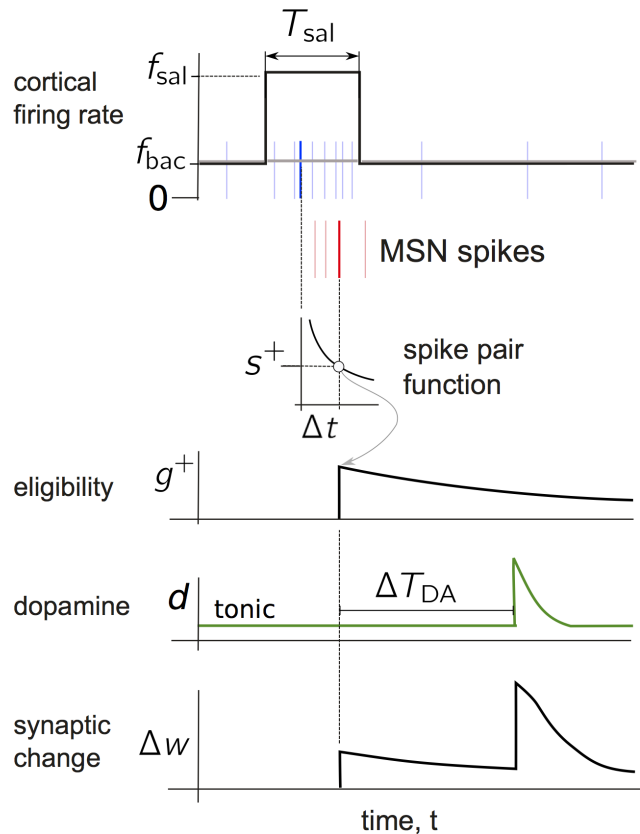 T_sal
f_sal
cortical
firing rate
f_bac
0
MSN spikes
s⁺
spike pair
function
Δt
eligibility
g⁺
dopamine
d
tonic
ΔT_DA
synaptic
change
Δw
time, t